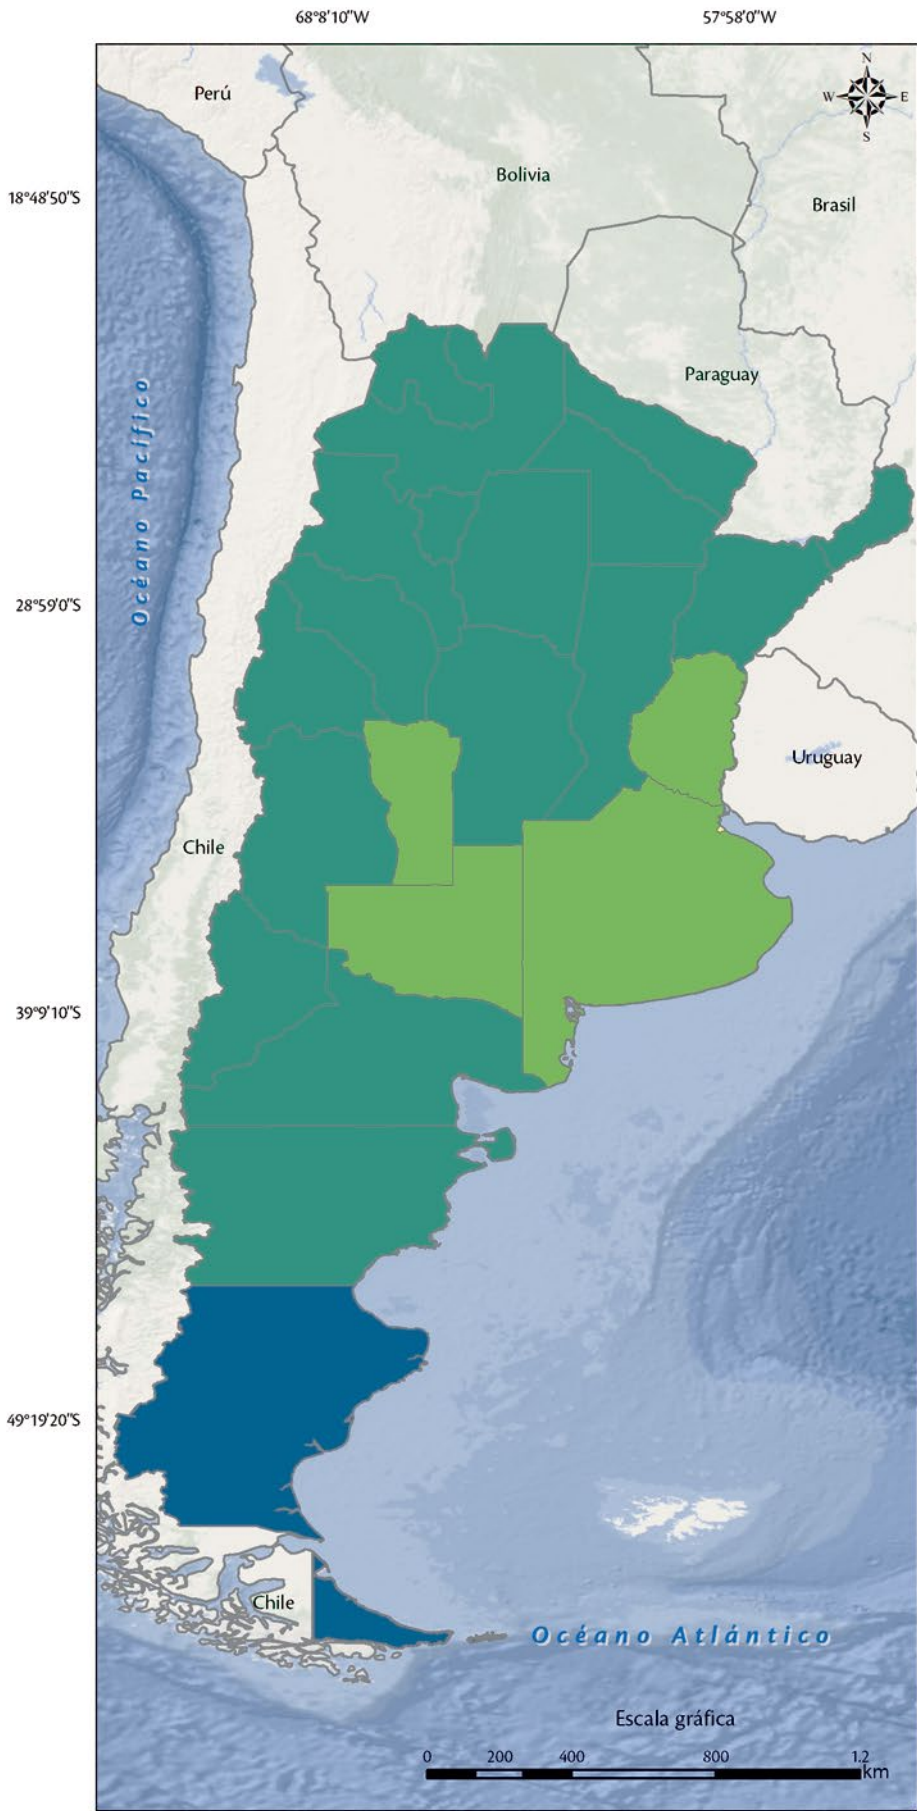 68°8'10"W
57°58'0"W
N
W
E
S
Perú
Bolivia
18°48'50"S
Brasil
Paraguay
Océano Pacífico
28°59'0"S
Uruguay
Chile
39°9'10"S
49°19'20"S
Chile
Océano Atlántico
Escala gráfica
0 200 400 800 1.2
km